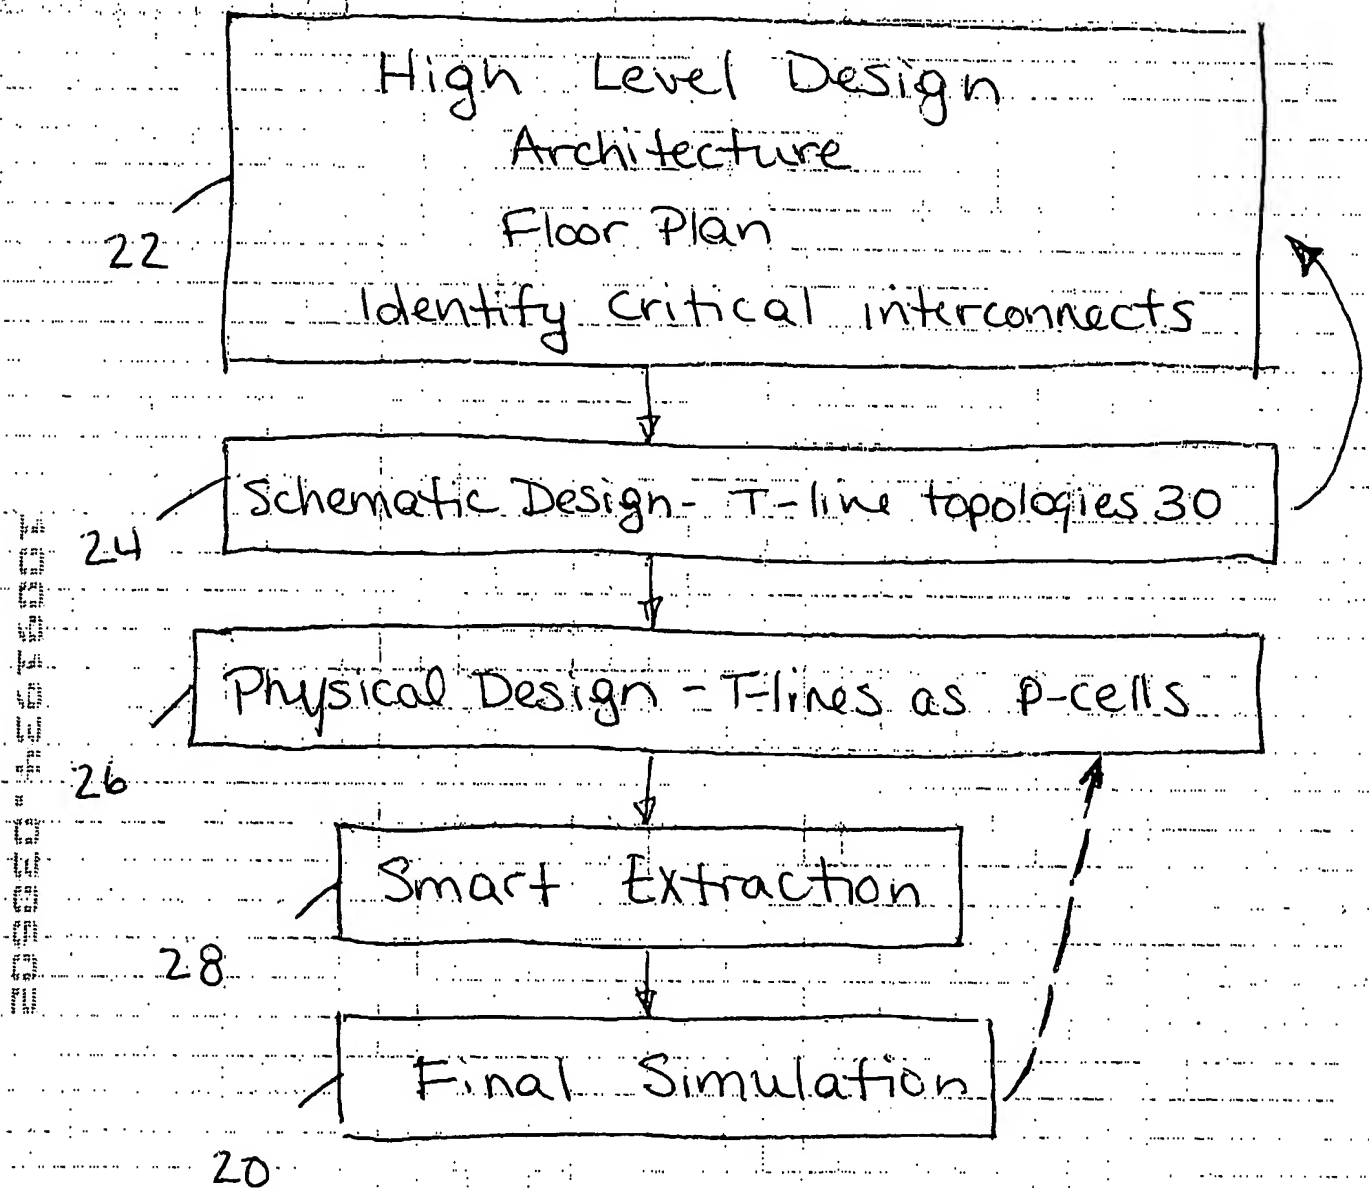 High Level Design
Architecture
Floor Plan
22
Identify critical interconnects
Schematic Design - T-line topologies 30
24
Physical Design - T-lines as p-cells
26
Smart Extraction
28
Final Simulation
20